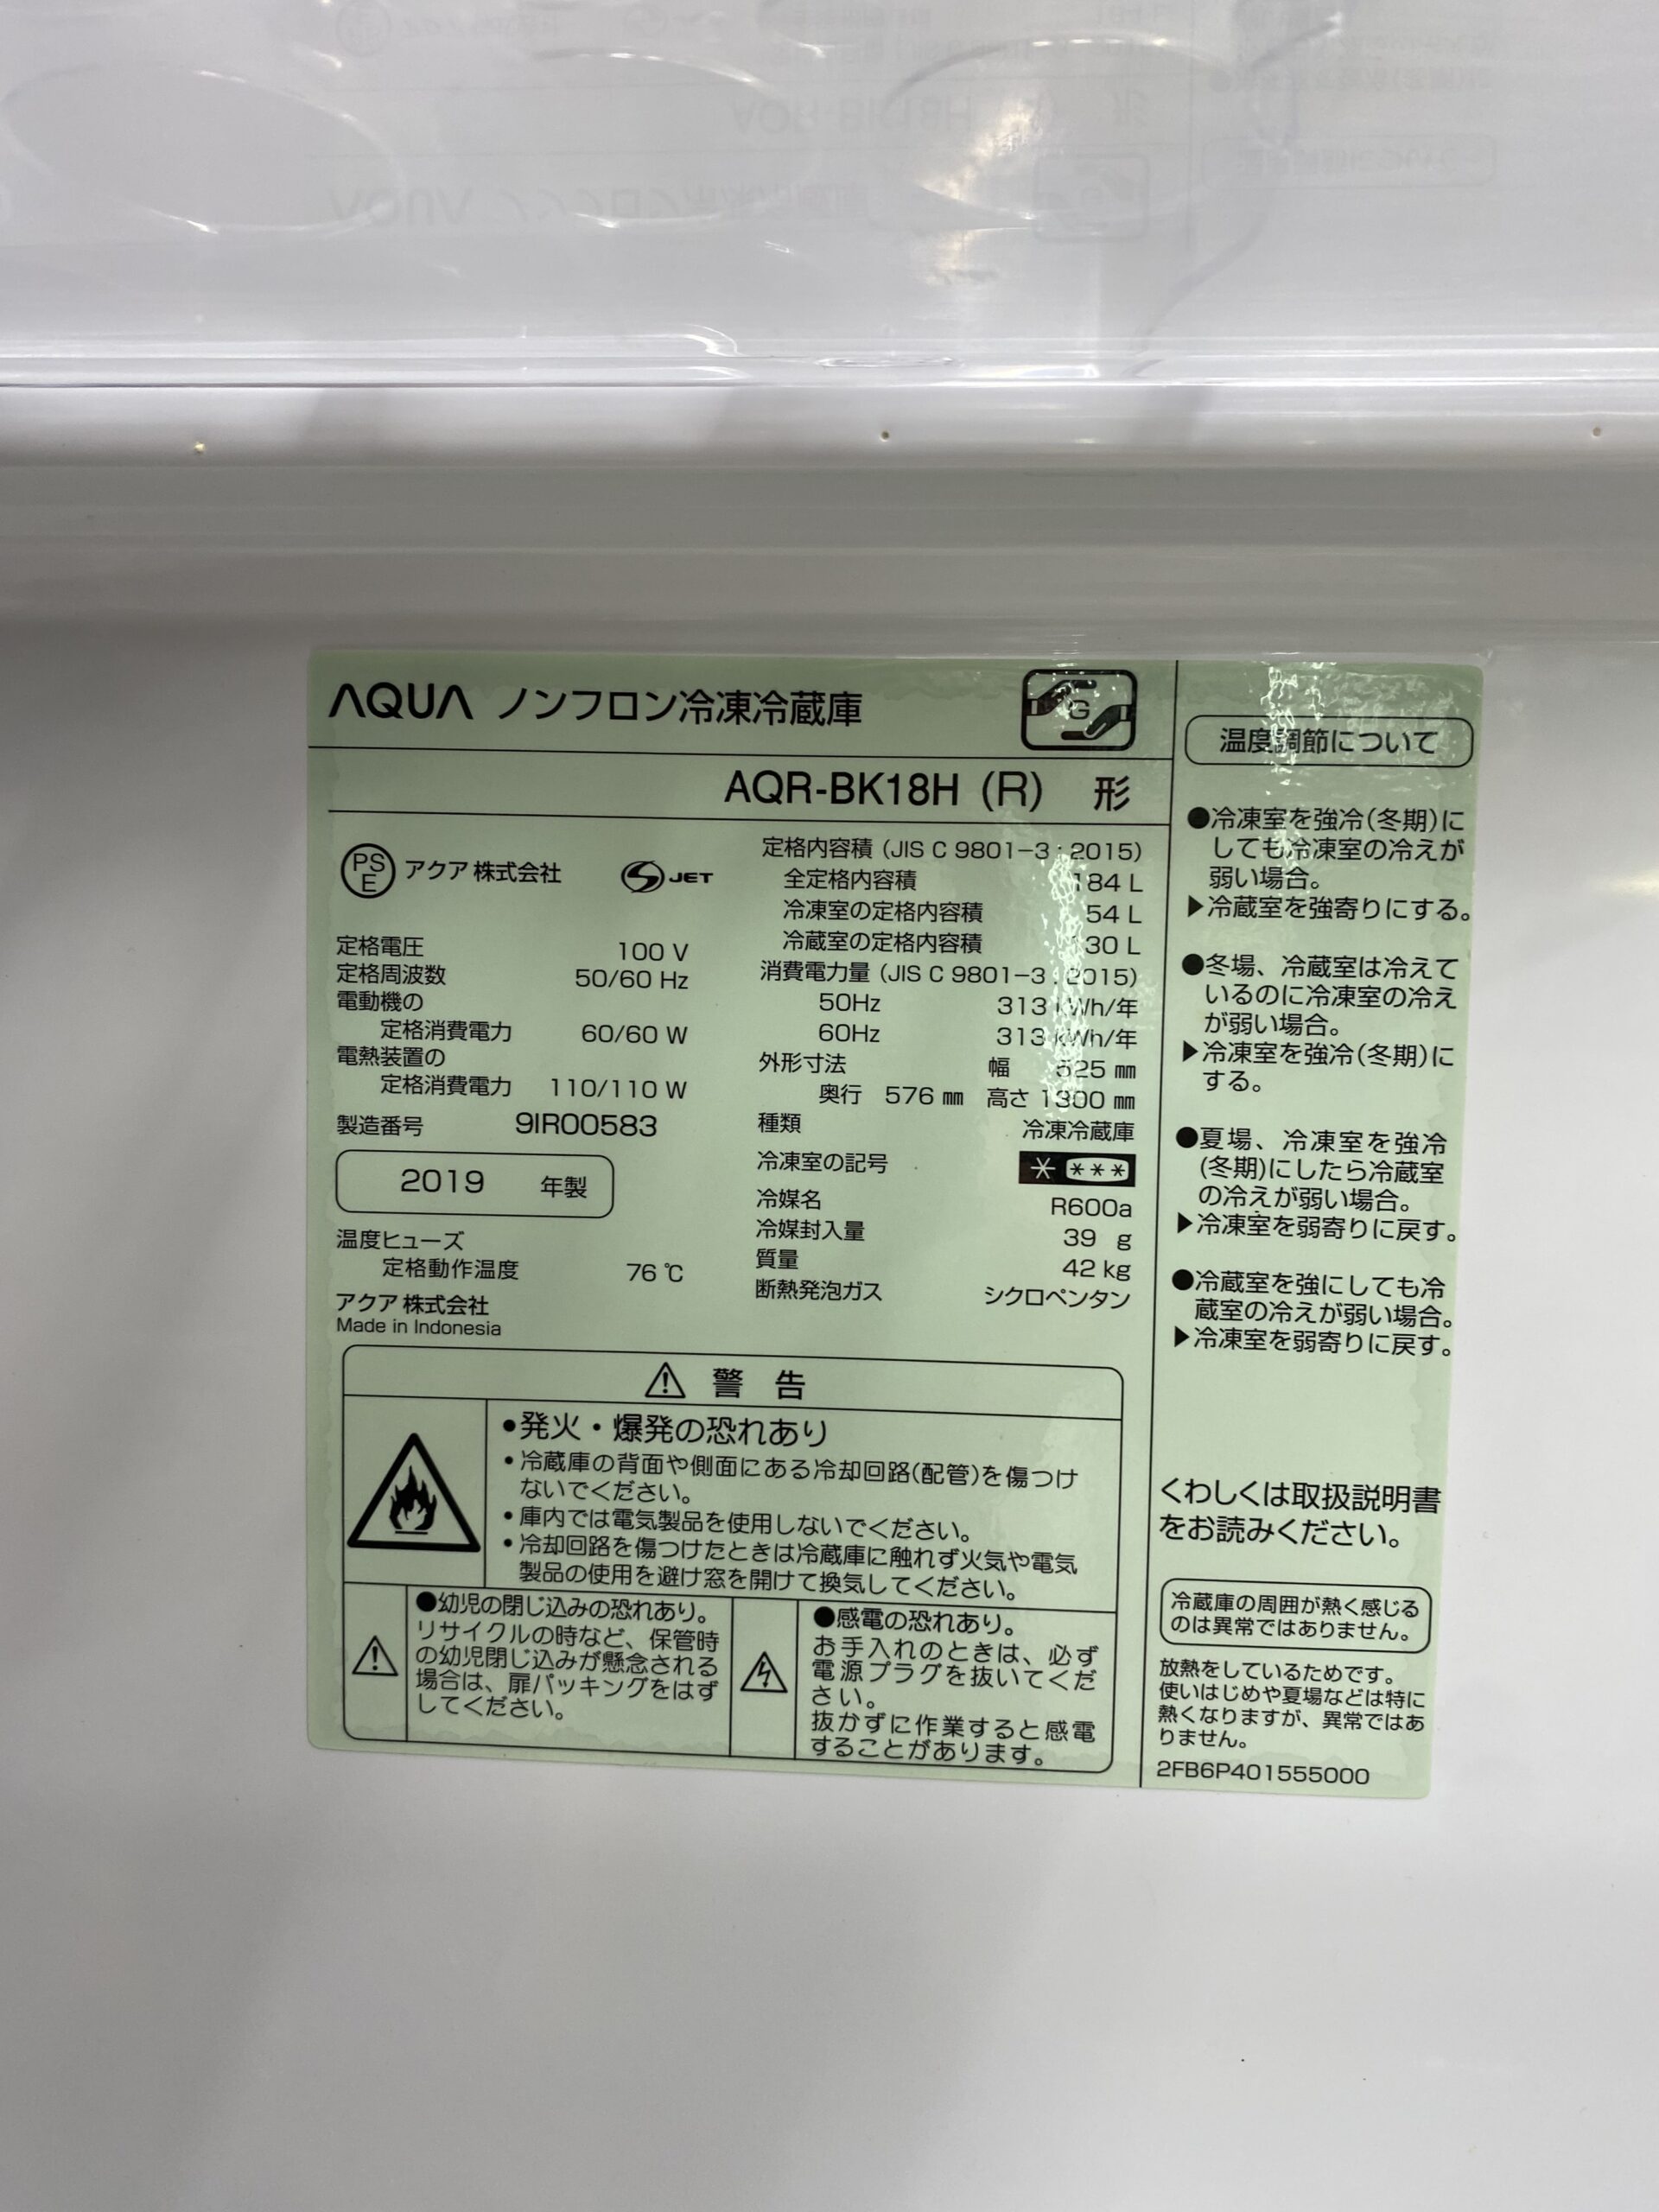 AQUA ノンフロン冷凍冷蔵庫
G
AQR-BK18H (R) 形
PS E アクア 株式会社 S JET
定格電圧 100 V
定格周波数 50/60 Hz
電動機の
定格消費電力 60/60 W
電熱装置の
定格消費電力 110/110 W
製造番号 9IR00583
2019 年製
温度ヒューズ
定格動作温度 76 ℃
アクア 株式会社
Made in Indonesia
定格内容積 (JIS C 9801-3 : 2015)
全定格内容積 184 L
冷凍室の定格内容積 54 L
冷蔵室の定格内容積 130 L
消費電力量 (JIS C 9801-3 : 2015)
50Hz 313 kWh/年
60Hz 313 kWh/年
外形寸法 幅 525 ㎜
奥行 576 ㎜ 高さ 1300 ㎜
種類 冷凍冷蔵庫
冷凍室の記号 * ***
冷媒名 R600a
冷媒封入量 39 g
質量 42 kg
断熱発泡ガス シクロペンタン
⚠ 警 告
•発火・爆発の恐れあり
•冷蔵庫の背面や側面にある冷却回路(配管)を傷つけ
ないでください。
•庫内では電気製品を使用しないでください。
•冷却回路を傷つけたときは冷蔵庫に触れず火気や電気
製品の使用を避け窓を開けて換気してください。
●幼児の閉じ込みの恐れあり。
リサイクルの時など、保管時
の幼児閉じ込みが懸念される
場合は、扉パッキングをはず
してください。
●感電の恐れあり。
お手入れのときは、必ず
電源プラグを抜いてくだ
さい。
抜かずに作業すると感電
することがあります。
温度調節について
●冷凍室を強冷(冬期)に
しても冷凍室の冷えが
弱い場合。
▶冷蔵室を強寄りにする。
●冬場、冷蔵室は冷えて
いるのに冷凍室の冷え
が弱い場合。
▶冷凍室を強冷(冬期)に
する。
●夏場、冷凍室を強冷
(冬期)にしたら冷蔵室
の冷えが弱い場合。
▶冷凍室を弱寄りに戻す。
●冷蔵室を強にしても冷
蔵室の冷えが弱い場合。
▶冷凍室を弱寄りに戻す。
くわしくは取扱説明書
をお読みください。
冷蔵庫の周囲が熱く感じる
のは異常ではありません。
放熱をしているためです。
使いはじめや夏場などは特に
熱くなりますが、異常ではあ
りません。
2FB6P401555000